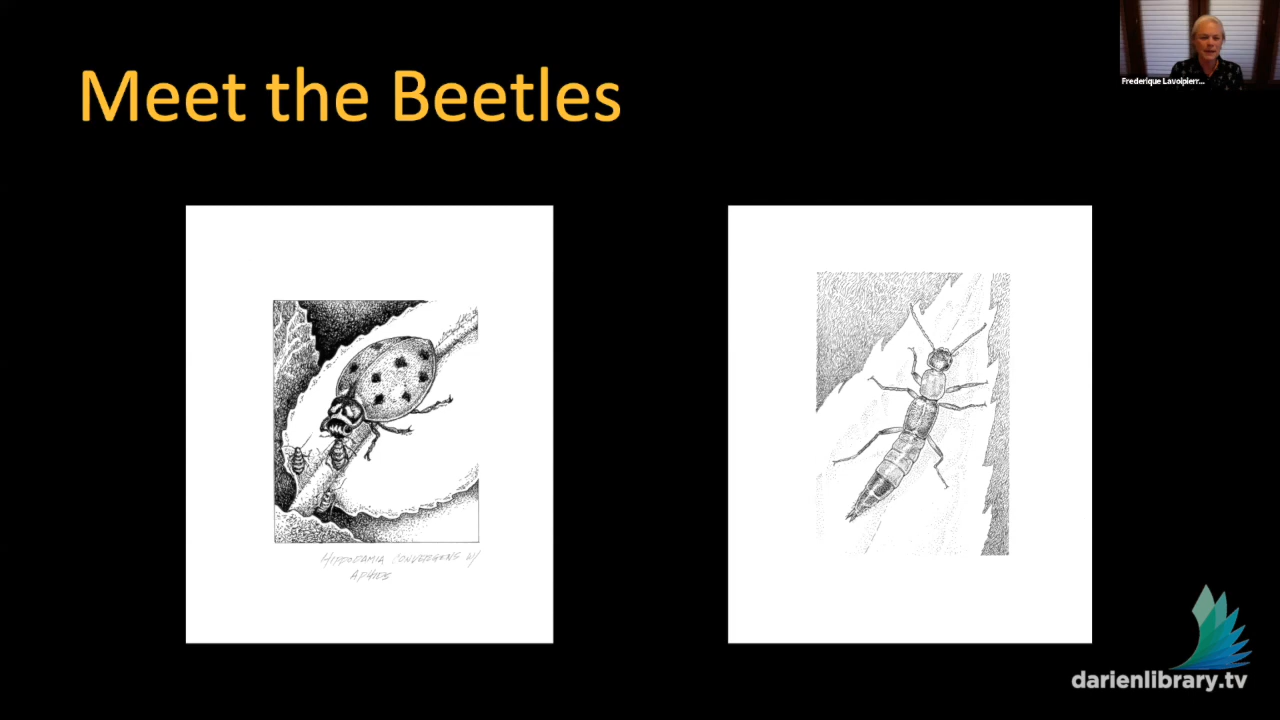 Meet the Beetles
Frederique Lavoipierr...
HIPPODAMIA CONVERGENS W/
APHIDS
darienlibrary.tv